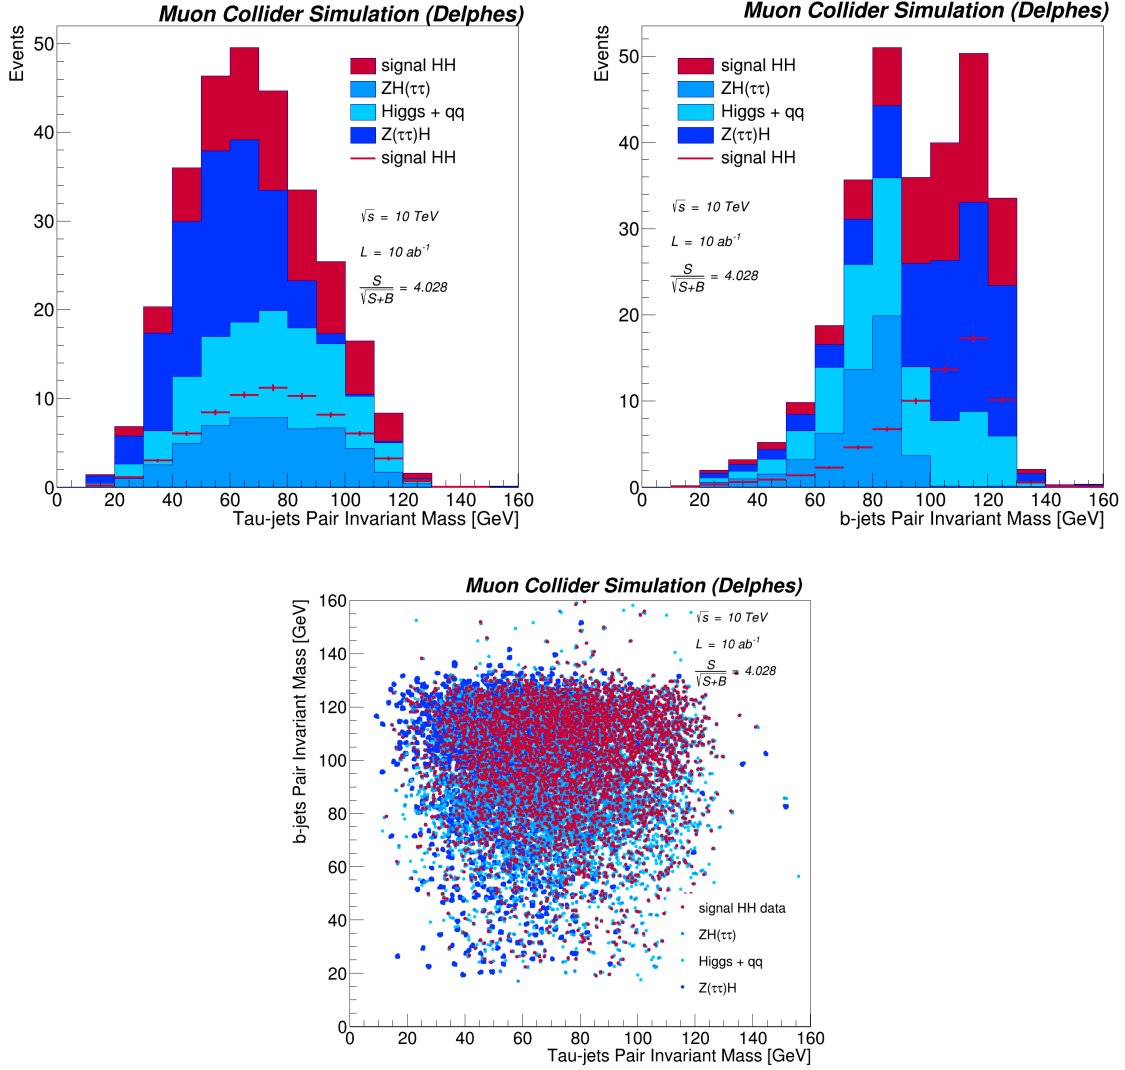 Muon Collider Simulation (Delphes)
Events
50
40
30
20
10
0
signal HH
ZH(ττ)
Higgs + qq
Z(ττ)H
signal HH
√s = 10 TeV
L = 10 ab⁻¹
S/√S+B = 4.028
0 20 40 60 80 100 120 140 160
Tau-jets Pair Invariant Mass [GeV]
Muon Collider Simulation (Delphes)
Events
50
40
30
20
10
0
signal HH
ZH(ττ)
Higgs + qq
Z(ττ)H
signal HH
√s = 10 TeV
L = 10 ab⁻¹
S/√S+B = 4.028
0 20 40 60 80 100 120 140 160
b-jets Pair Invariant Mass [GeV]
Muon Collider Simulation (Delphes)
b-jets Pair Invariant Mass [GeV]
160
140
120
100
80
60
40
20
0
√s = 10 TeV
L = 10 ab⁻¹
S/√S+B = 4.028
signal HH data
ZH(ττ)
Higgs + qq
Z(ττ)H
0 20 40 60 80 100 120 140 160
Tau-jets Pair Invariant Mass [GeV]